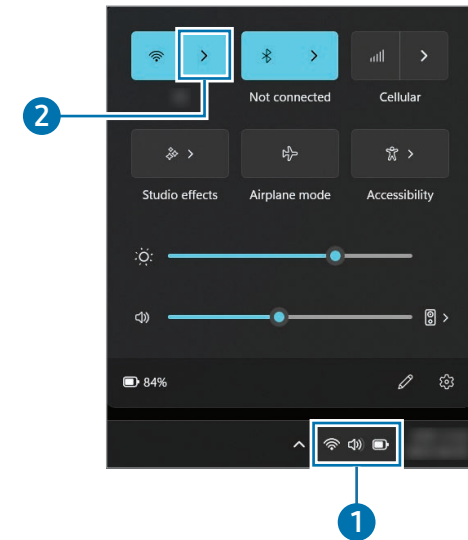 2
Not connected
Cellular
Studio effects
Airplane mode
Accessibility
84%
1